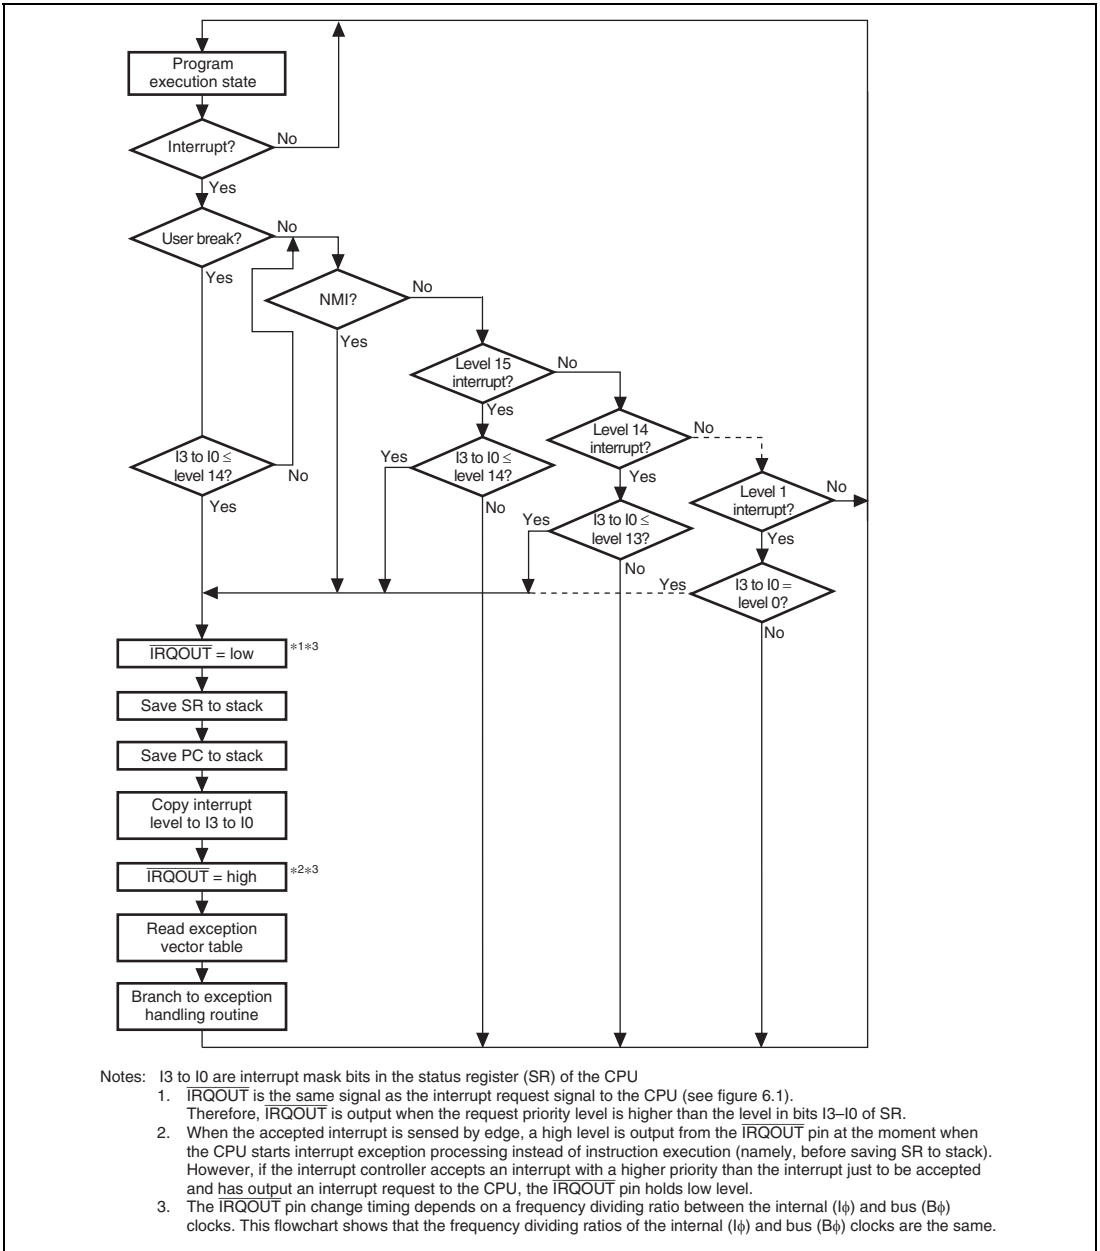 Program
execution state
Interrupt?
No
Yes
User break?
No
Yes
NMI?
No
Yes
Level 15
interrupt?
No
Yes
Level 14
interrupt?
No
Yes
Level 1
interrupt?
No
Yes
I3 to I0 ≤
level 14?
No
Yes
I3 to I0 ≤
level 14?
Yes
No
I3 to I0 ≤
level 13?
Yes
No
I3 to I0 =
level 0?
Yes
No
IRQOUT = low *1*3
Save SR to stack
Save PC to stack
Copy interrupt
level to I3 to I0
IRQOUT = high *2*3
Read exception
vector table
Branch to exception
handling routine
Notes: I3 to I0 are interrupt mask bits in the status register (SR) of the CPU
1. IRQOUT is the same signal as the interrupt request signal to the CPU (see figure 6.1).
Therefore, IRQOUT is output when the request priority level is higher than the level in bits I3–I0 of SR.
2. When the accepted interrupt is sensed by edge, a high level is output from the IRQOUT pin at the moment when
the CPU starts interrupt exception processing instead of instruction execution (namely, before saving SR to stack).
However, if the interrupt controller accepts an interrupt with a higher priority than the interrupt just to be accepted
and has output an interrupt request to the CPU, the IRQOUT pin holds low level.
3. The IRQOUT pin change timing depends on a frequency dividing ratio between the internal (Iϕ) and bus (Bϕ)
clocks. This flowchart shows that the frequency dividing ratios of the internal (Iϕ) and bus (Bϕ) clocks are the same.